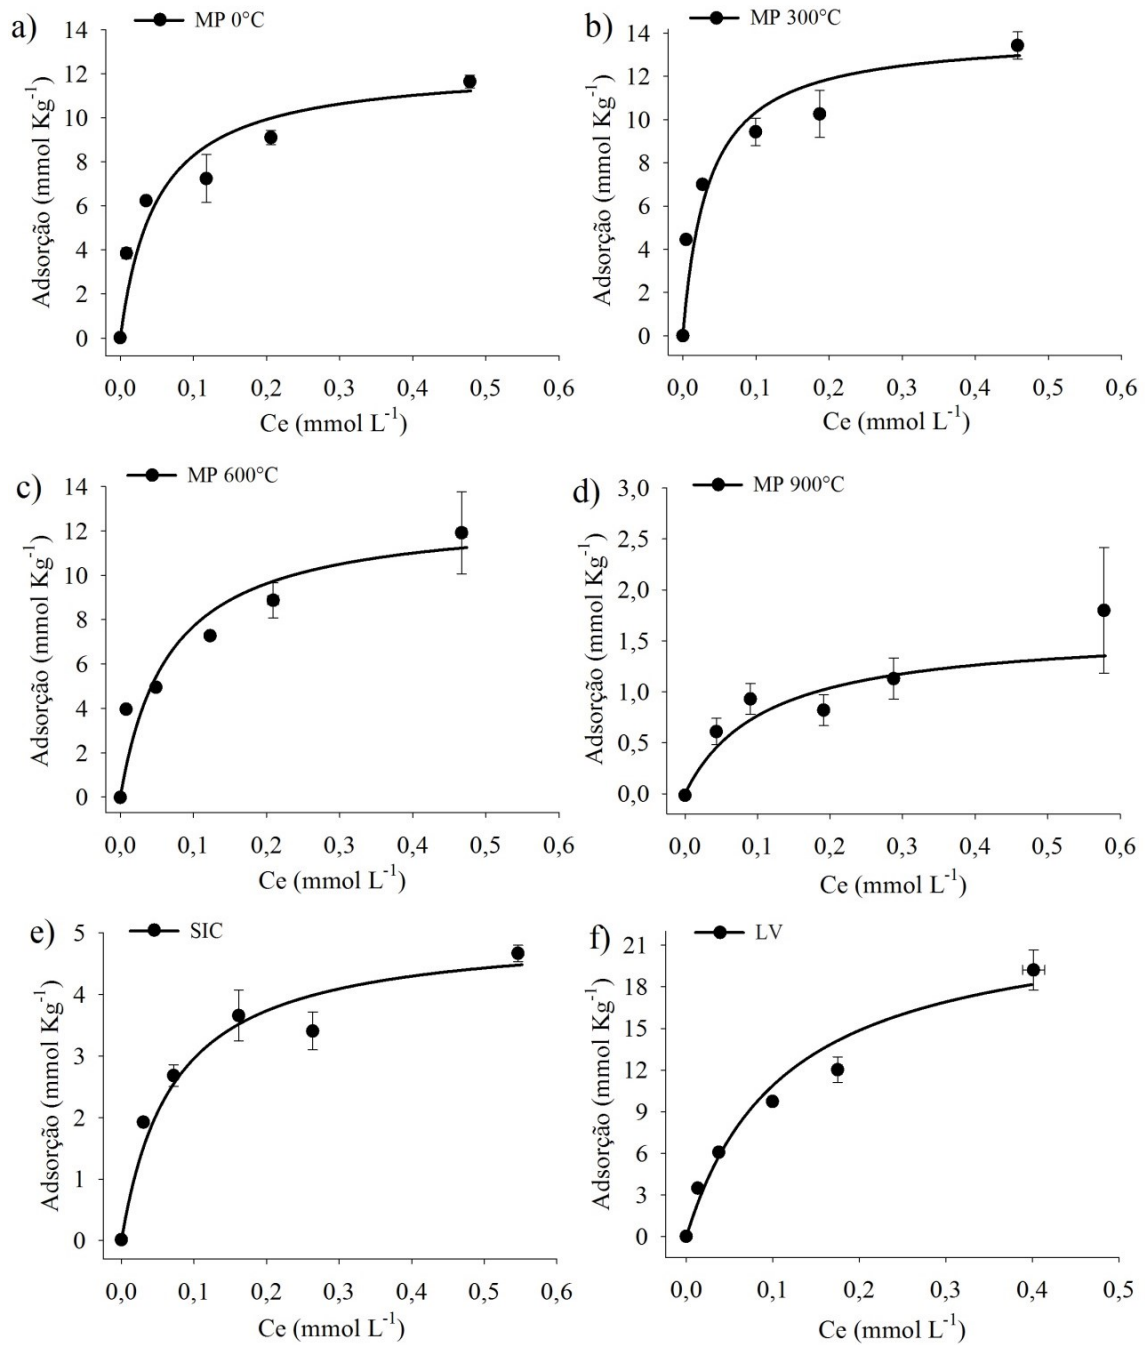 a) MP 0°C
Adsorção (mmol Kg⁻¹)
14
12
10
8
6
4
2
0
0,0 0,1 0,2 0,3 0,4 0,5 0,6
Ce (mmol L⁻¹)
b) MP 300°C
Adsorção (mmol Kg⁻¹)
14
12
10
8
6
4
2
0
0,0 0,1 0,2 0,3 0,4 0,5 0,6
Ce (mmol L⁻¹)
c) MP 600°C
Adsorção (mmol Kg⁻¹)
14
12
10
8
6
4
2
0
0,0 0,1 0,2 0,3 0,4 0,5 0,6
Ce (mmol L⁻¹)
d) MP 900°C
Adsorção (mmol Kg⁻¹)
3,0
2,5
2,0
1,5
1,0
0,5
0,0
0,0 0,1 0,2 0,3 0,4 0,5 0,6
Ce (mmol L⁻¹)
e) SIC
Adsorção (mmol Kg⁻¹)
5
4
3
2
1
0
0,0 0,1 0,2 0,3 0,4 0,5 0,6
Ce (mmol L⁻¹)
f) LV
Adsorção (mmol Kg⁻¹)
21
18
15
12
9
6
3
0
0,0 0,1 0,2 0,3 0,4 0,5
Ce (mmol L⁻¹)